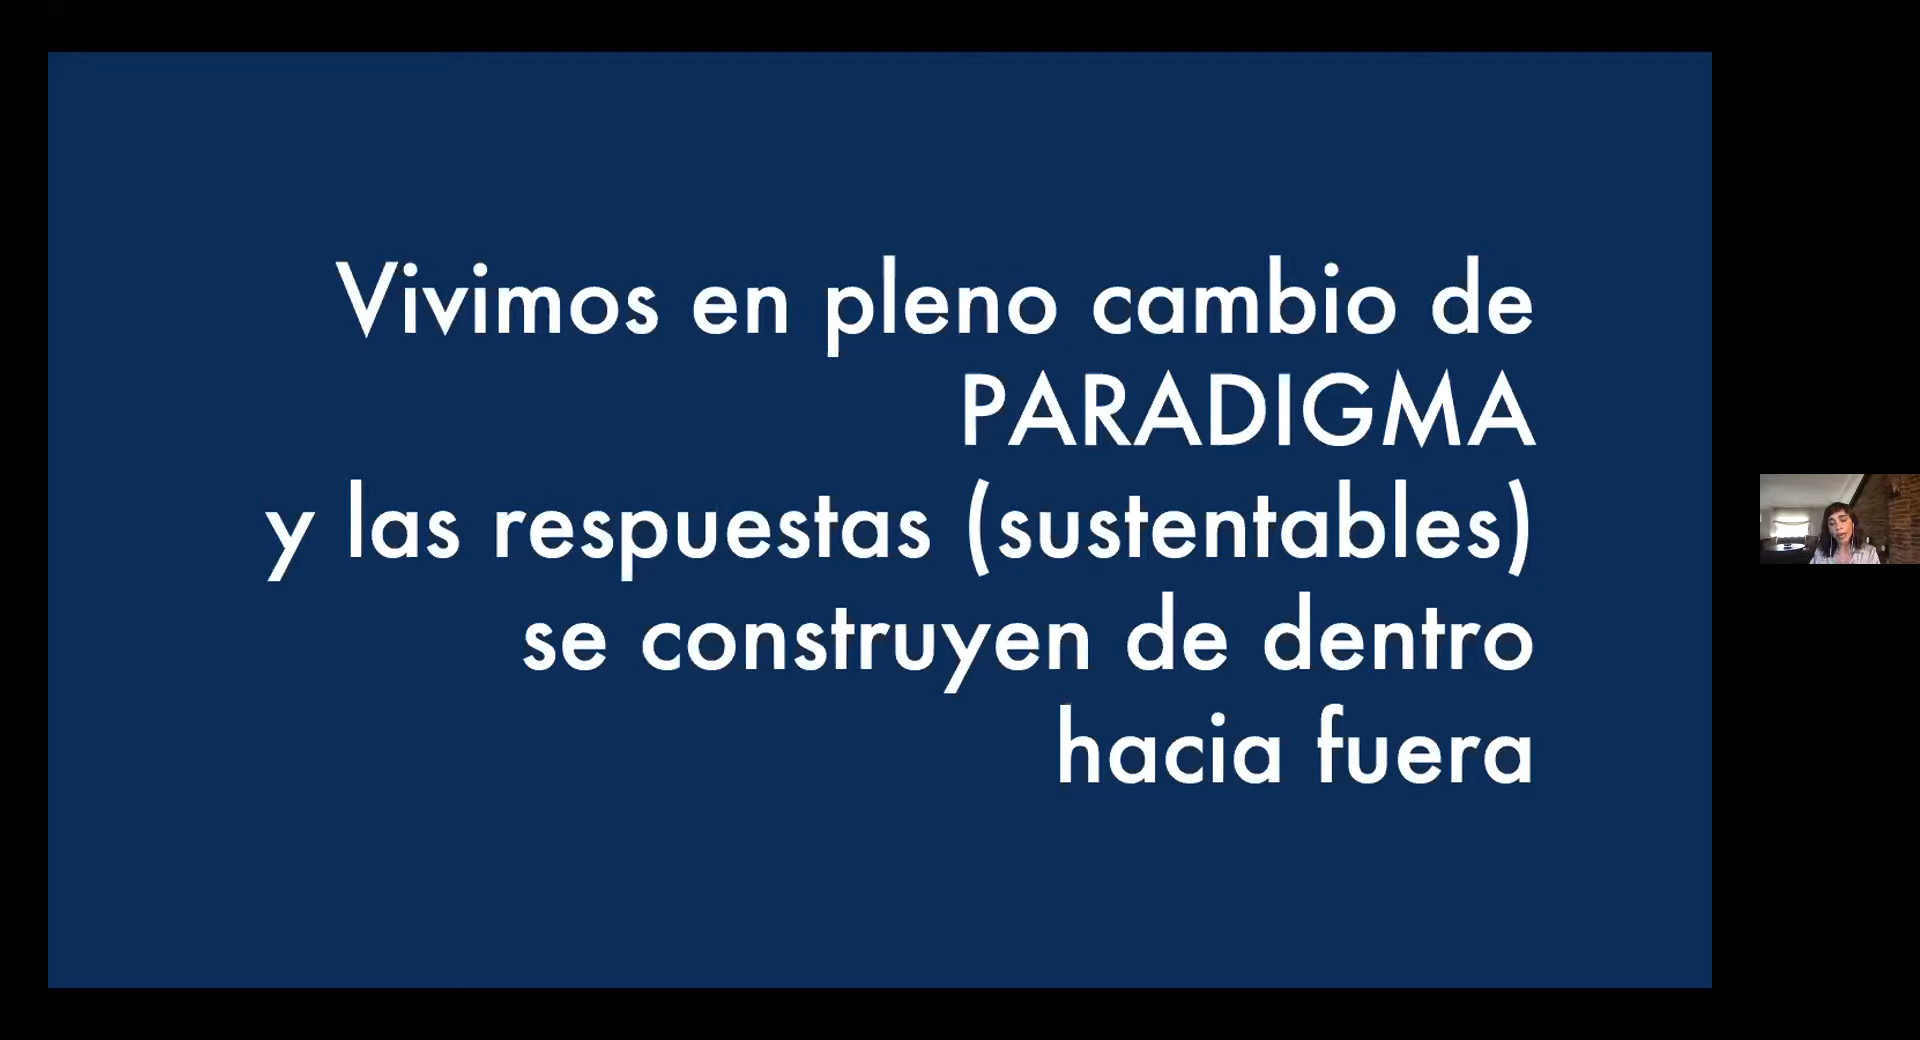 Vivimos en pleno cambio de
PARADIGMA
y las respuestas (sustentables)
se construyen de dentro
hacia fuera